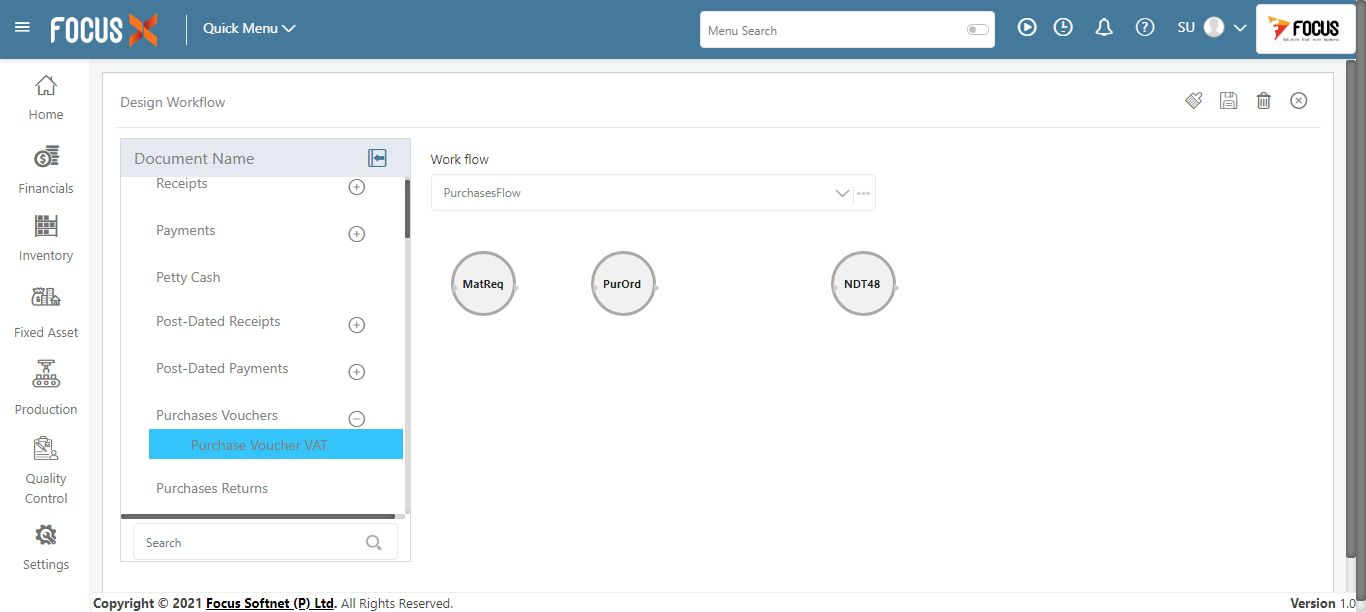 FOCUS X
Quick Menu
Menu Search
SU
FOCUS
Design Workflow
Home
Financials
Inventory
Fixed Asset
Production
Quality
Control
Settings
Document Name
Receipts
Payments
Petty Cash
Post-Dated Receipts
Post-Dated Payments
Purchases Vouchers
Purchase Voucher VAT
Purchases Returns
Search
Work flow
PurchasesFlow
MatReq
PurOrd
NDT48
Copyright © 2021 Focus Softnet (P) Ltd. All Rights Reserved.
Version 1.0